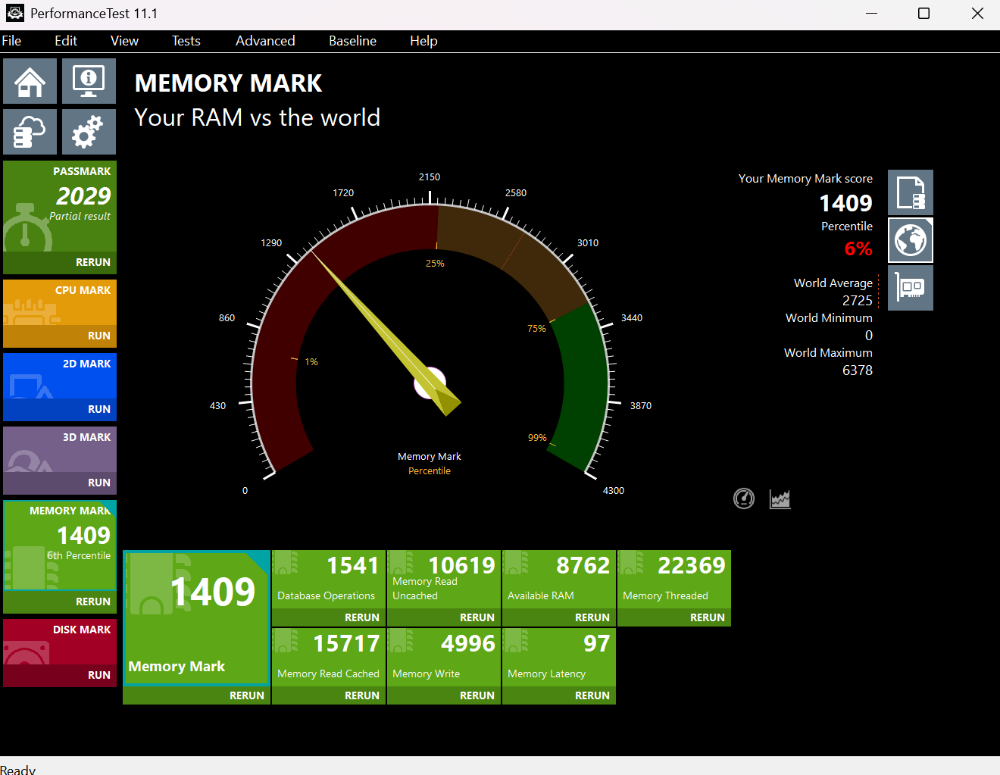 PerformanceTest 11.1
File Edit View Tests Advanced Baseline Help
MEMORY MARK
Your RAM vs the world
PASSMARK
2029
Partial result
RERUN
CPU MARK
RUN
2D MARK
RUN
3D MARK
RUN
MEMORY MARK
1409
6th Percentile
RERUN
DISK MARK
RUN
0
430
860
1290
1720
2150
2580
3010
3440
3870
4300
1%
25%
75%
99%
Memory Mark
Percentile
Your Memory Mark score
1409
Percentile
6%
World Average
2725
World Minimum
0
World Maximum
6378
1409
Memory Mark
RERUN
1541
Database Operations
RERUN
10619
Memory Read
Uncached
RERUN
8762
Available RAM
RERUN
22369
Memory Threaded
RERUN
15717
Memory Read Cached
RERUN
4996
Memory Write
RERUN
97
Memory Latency
RERUN
Ready